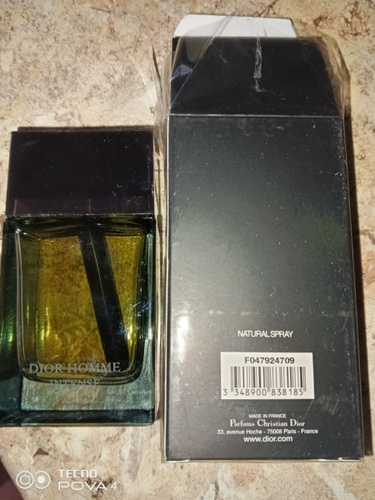 DIOR HOMME
INTENSE
NATURAL SPRAY
F047924709
3 348900 838185
MADE IN FRANCE
Parfums Christian Dior
33, avenue Hoche - 75008 Paris - France
www.dior.com
TECNO
POVA 4